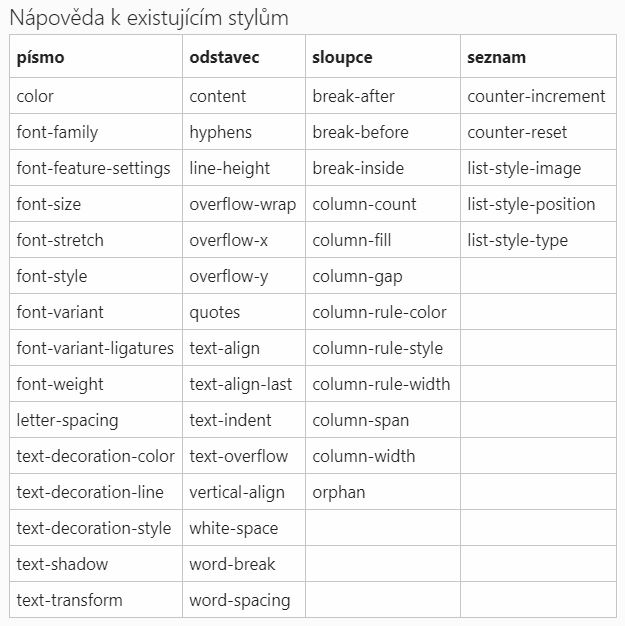 Nápověda k existujícím stylům
písmo odstavec sloupce seznam
color content break-after counter-increment
font-family hyphens break-before counter-reset
font-feature-settings line-height break-inside list-style-image
font-size overflow-wrap column-count list-style-position
font-stretch overflow-x column-fill list-style-type
font-style overflow-y column-gap
font-variant quotes column-rule-color
font-variant-ligatures text-align column-rule-style
font-weight text-align-last column-rule-width
letter-spacing text-indent column-span
text-decoration-color text-overflow column-width
text-decoration-line vertical-align orphan
text-decoration-style white-space
text-shadow word-break
text-transform word-spacing